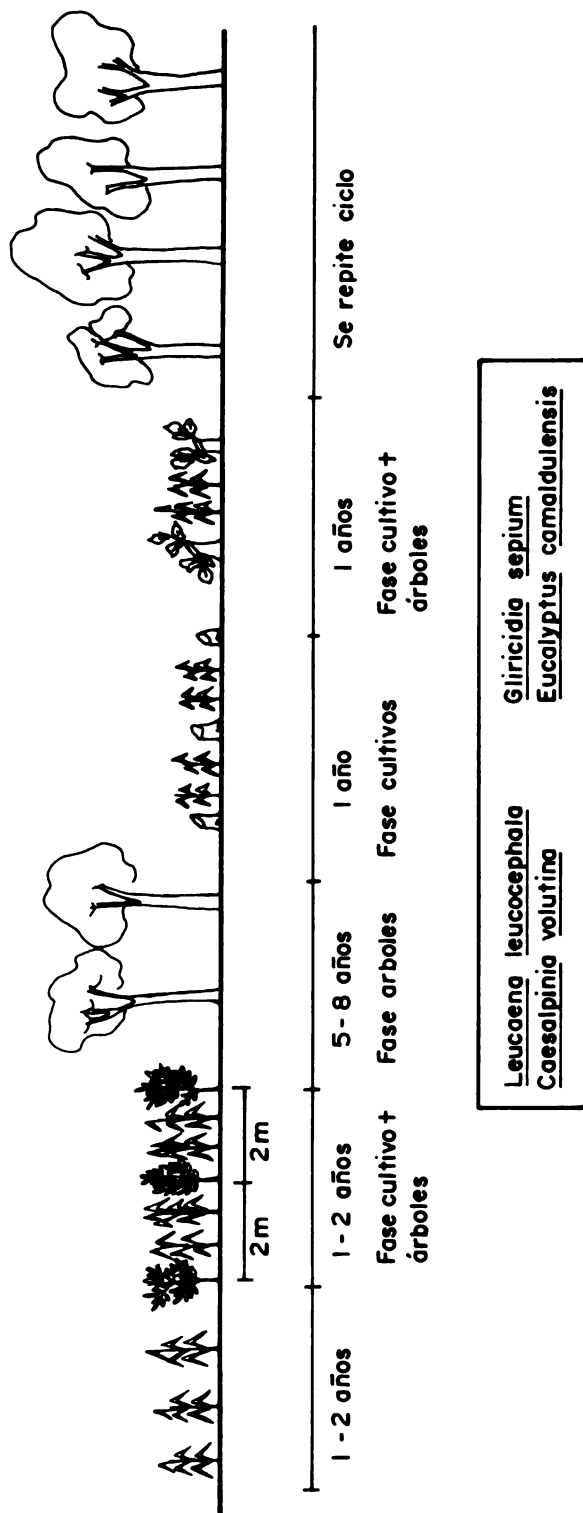 2m
2m
1-2 años
1-2 años
Fase cultivo +
árboles
5-8 años
Fase arboles
1 año
Fase cultivos
1 años
Fase cultivo +
árboles
Se repite ciclo
Leucaena leucocephala
Caesalpinia volutina
Gliricidia sepium
Eucalyptus camaldulensis